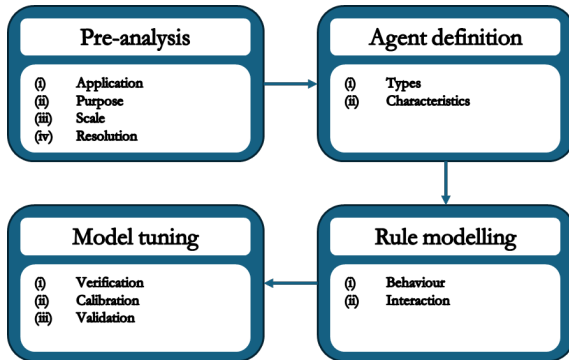 Pre-analysis
(i) Application
(ii) Purpose
(iii) Scale
(iv) Resolution
Agent definition
(i) Types
(ii) Characteristics
Rule modelling
(i) Behaviour
(ii) Interaction
Model tuning
(i) Verification
(ii) Calibration
(iii) Validation